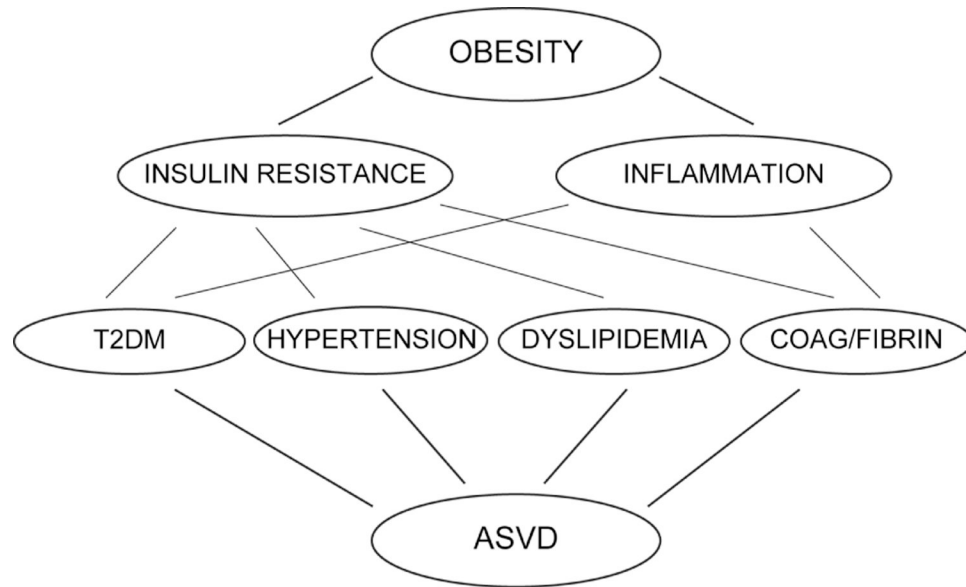 OBESITY
INSULIN RESISTANCE
INFLAMMATION
T2DM
HYPERTENSION
DYSLIPIDEMIA
COAG/FIBRIN
ASVD